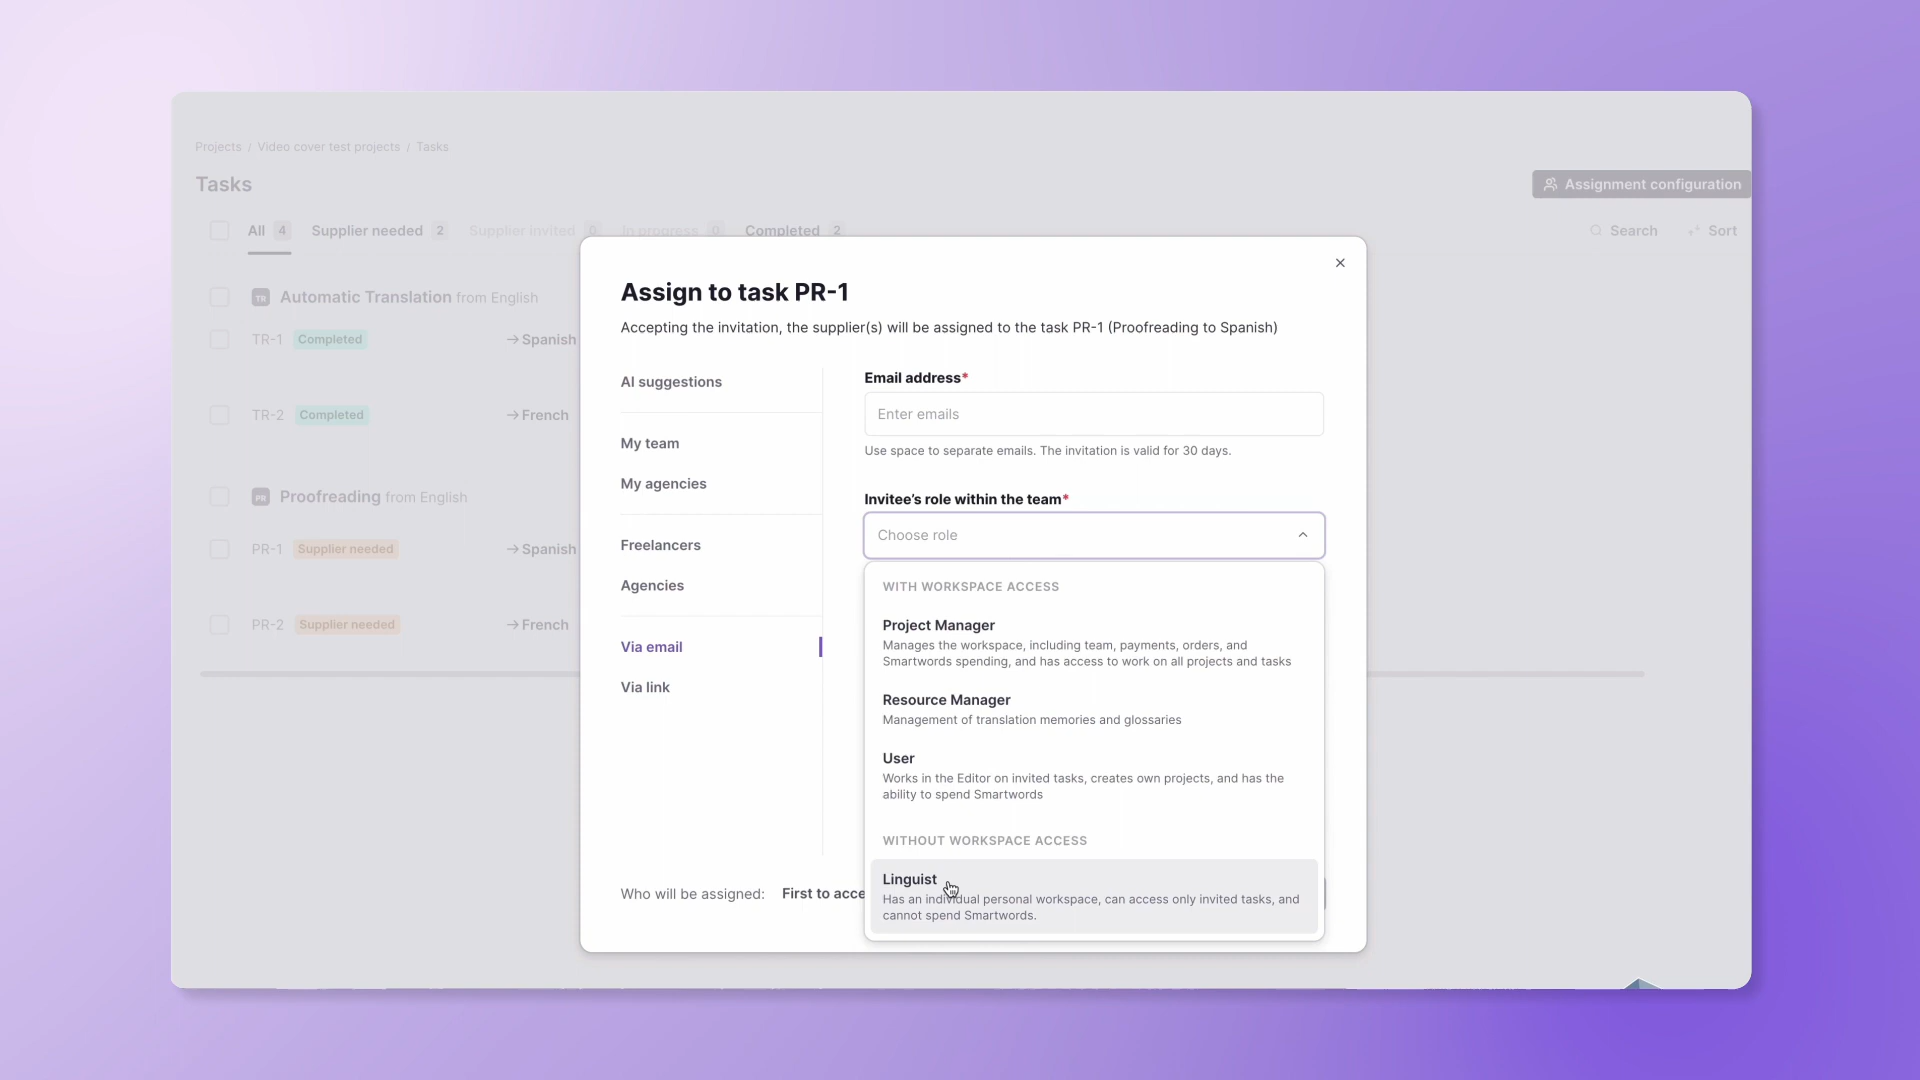 Projects / Video cover test projects / Tasks
Tasks
Assignment configuration
All 4 Supplier needed 2 Supplier invited 0 In progress 0 Completed 2
Search Sort
TR Automatic Translation from English
TR-1 Completed → Spanish
TR-2 Completed → French
PR Proofreading from English
PR-1 Supplier needed → Spanish
PR-2 Supplier needed → French
Assign to task PR-1
Accepting the invitation, the supplier(s) will be assigned to the task PR-1 (Proofreading to Spanish)
AI suggestions
My team
My agencies
Freelancers
Agencies
Via email
Via link
Email address*
Enter emails
Use space to separate emails. The invitation is valid for 30 days.
Invitee's role within the team*
Choose role
WITH WORKSPACE ACCESS
Project Manager
Manages the workspace, including team, payments, orders, and
Smartwords spending, and has access to work on all projects and tasks
Resource Manager
Management of translation memories and glossaries
User
Works in the Editor on invited tasks, creates own projects, and has the
ability to spend Smartwords
WITHOUT WORKSPACE ACCESS
Linguist
Has an individual personal workspace, can access only invited tasks, and
cannot spend Smartwords.
Who will be assigned: First to acce